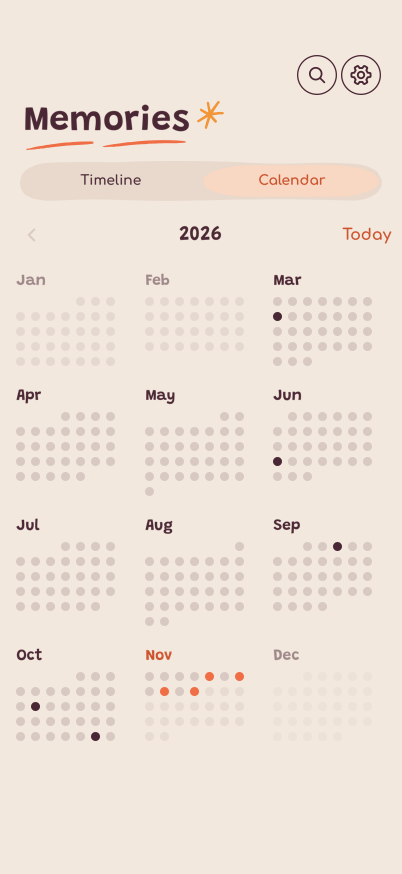 Memories
Timeline Calendar
2026 Today
Jan Feb Mar
Apr May Jun
Jul Aug Sep
Oct Nov Dec